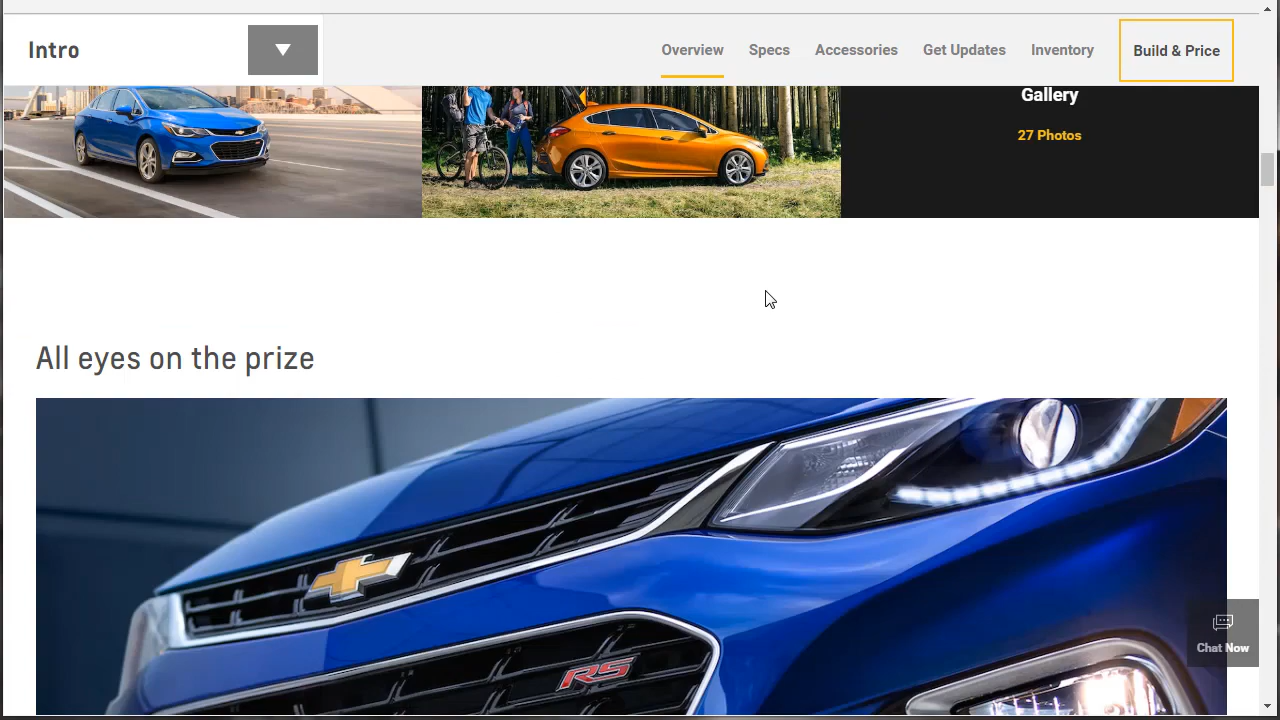 Intro
Overview
Specs
Accessories
Get Updates
Inventory
Build & Price
Gallery
27 Photos
All eyes on the prize
RS
Chat Now